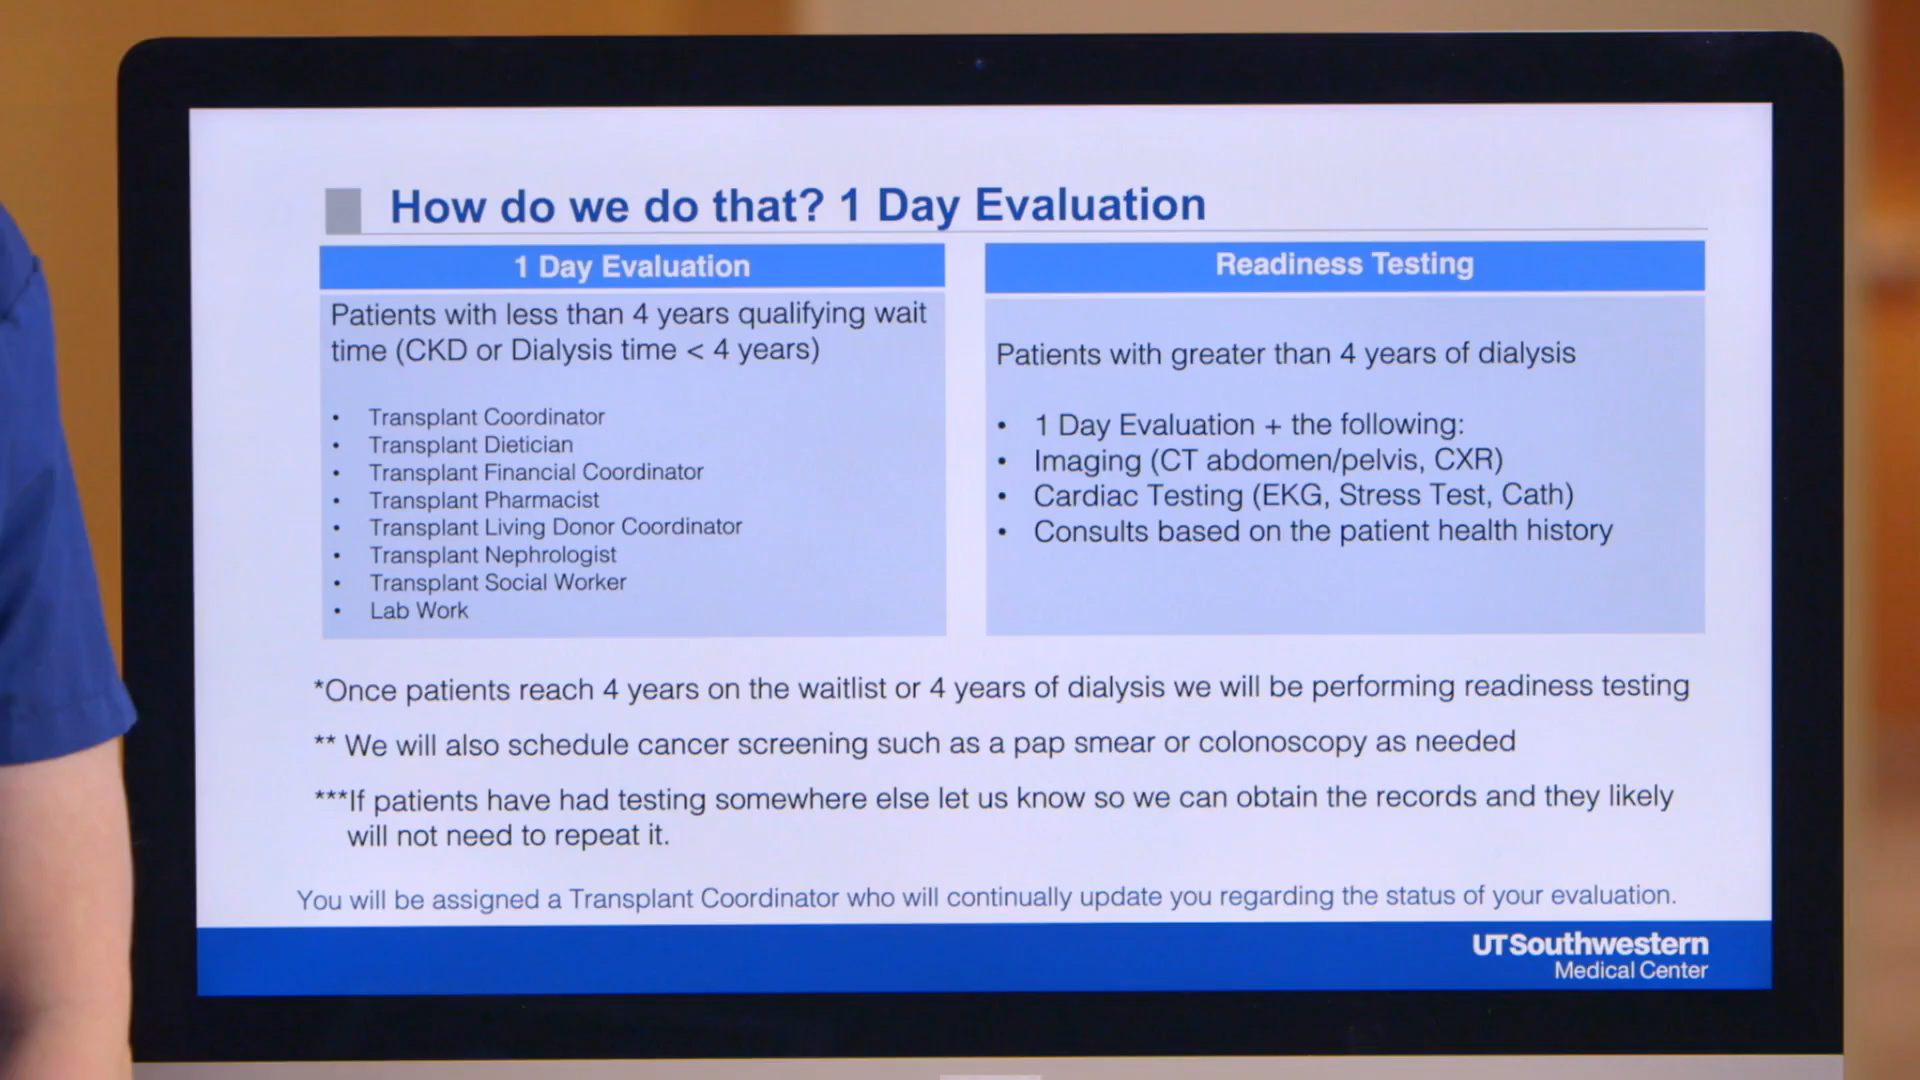 How do we do that? 1 Day Evaluation
1 Day Evaluation
Patients with less than 4 years qualifying wait
time (CKD or Dialysis time < 4 years)
• Transplant Coordinator
• Transplant Dietician
• Transplant Financial Coordinator
• Transplant Pharmacist
• Transplant Living Donor Coordinator
• Transplant Nephrologist
• Transplant Social Worker
• Lab Work
Readiness Testing
Patients with greater than 4 years of dialysis
• 1 Day Evaluation + the following:
• Imaging (CT abdomen/pelvis, CXR)
• Cardiac Testing (EKG, Stress Test, Cath)
• Consults based on the patient health history
*Once patients reach 4 years on the waitlist or 4 years of dialysis we will be performing readiness testing
** We will also schedule cancer screening such as a pap smear or colonoscopy as needed
***If patients have had testing somewhere else let us know so we can obtain the records and they likely
will not need to repeat it.
You will be assigned a Transplant Coordinator who will continually update you regarding the status of your evaluation.
UTSouthwestern
Medical Center